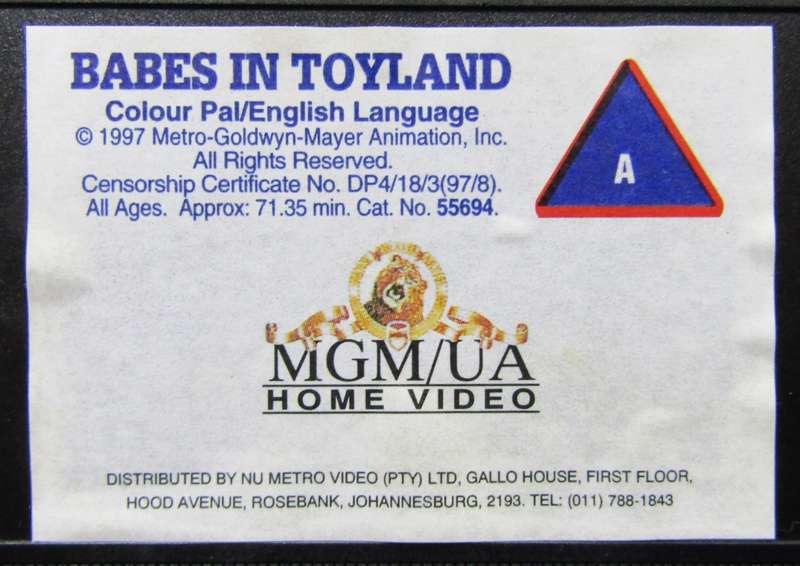 BABES IN TOYLAND
Colour Pal/English Language
© 1997 Metro-Goldwyn-Mayer Animation, Inc.
All Rights Reserved.
Censorship Certificate No. DP4/18/3(97/8).
All Ages. Approx: 71.35 min. Cat. No. 55694.
A
MGM/UA
HOME VIDEO
DISTRIBUTED BY NU METRO VIDEO (PTY) LTD, GALLO HOUSE, FIRST FLOOR,
HOOD AVENUE, ROSEBANK, JOHANNESBURG, 2193. TEL: (011) 788-1843